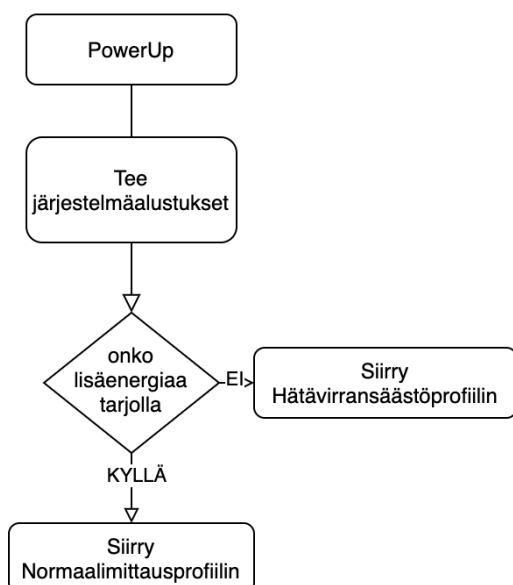 PowerUp
Tee
järjestelmäalustukset
onko
lisäenergiaa
tarjolla
EI
Siirry
Hätävirransäästöprofiilin
KYLLÄ
Siirry
Normaalimittausprofiilin